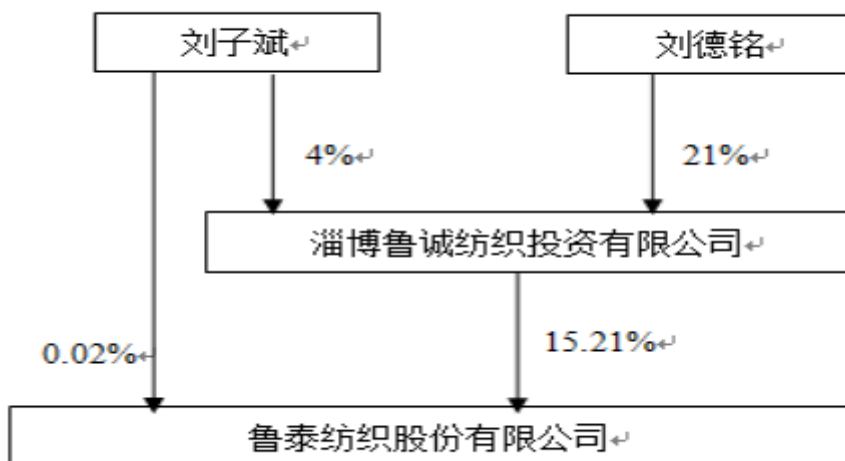 刘子斌
刘德铭
4%
21%
淄博鲁诚纺织投资有限公司
0.02%
15.21%
鲁泰纺织股份有限公司